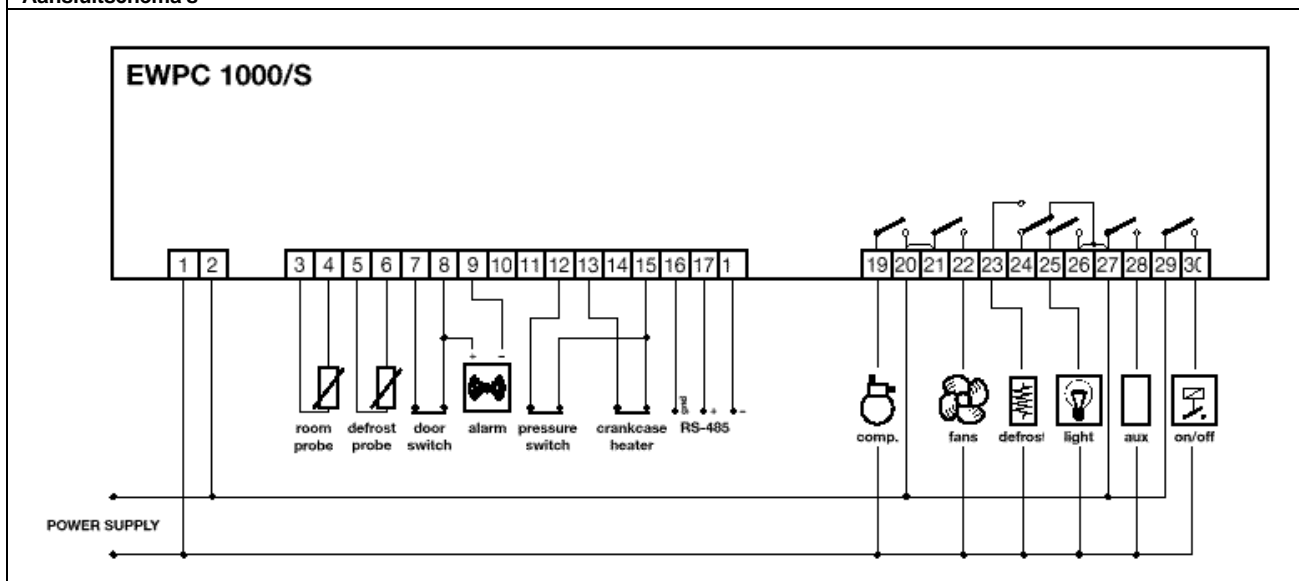 Aansluitschema's
EWPC 1000/S
1 2 3 4 5 6 7 8 9 10 11 12 13 14 15 16 17 1 19 20 21 22 23 24 25 26 27 28 29 30
+ −
gnd + −
room probe
defrost probe
door switch
alarm
pressure switch
crankcase heater
RS-485
comp.
fans
defrost
light
aux
on/off
POWER SUPPLY